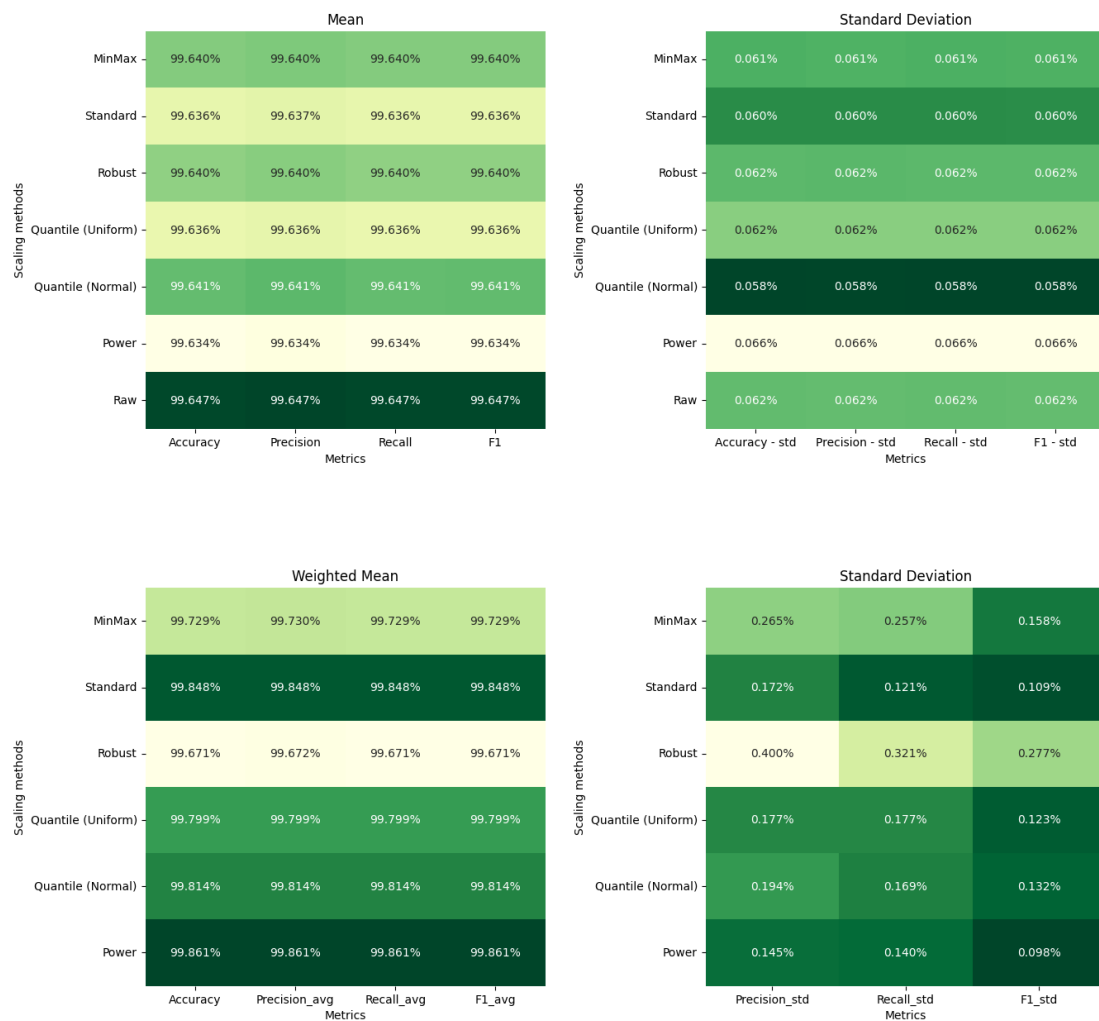 Mean
Scaling methods
MinMax 99.640% 99.640% 99.640% 99.640%
Standard 99.636% 99.637% 99.636% 99.636%
Robust 99.640% 99.640% 99.640% 99.640%
Quantile (Uniform) 99.636% 99.636% 99.636% 99.636%
Quantile (Normal) 99.641% 99.641% 99.641% 99.641%
Power 99.634% 99.634% 99.634% 99.634%
Raw 99.647% 99.647% 99.647% 99.647%
Accuracy Precision Recall F1
Metrics
Standard Deviation
Scaling methods
MinMax 0.061% 0.061% 0.061% 0.061%
Standard 0.060% 0.060% 0.060% 0.060%
Robust 0.062% 0.062% 0.062% 0.062%
Quantile (Uniform) 0.062% 0.062% 0.062% 0.062%
Quantile (Normal) 0.058% 0.058% 0.058% 0.058%
Power 0.066% 0.066% 0.066% 0.066%
Raw 0.062% 0.062% 0.062% 0.062%
Accuracy - std Precision - std Recall - std F1 - std
Metrics
Weighted Mean
Scaling methods
MinMax 99.729% 99.730% 99.729% 99.729%
Standard 99.848% 99.848% 99.848% 99.848%
Robust 99.671% 99.672% 99.671% 99.671%
Quantile (Uniform) 99.799% 99.799% 99.799% 99.799%
Quantile (Normal) 99.814% 99.814% 99.814% 99.814%
Power 99.861% 99.861% 99.861% 99.861%
Accuracy Precision_avg Recall_avg F1_avg
Metrics
Standard Deviation
Scaling methods
MinMax 0.265% 0.257% 0.158%
Standard 0.172% 0.121% 0.109%
Robust 0.400% 0.321% 0.277%
Quantile (Uniform) 0.177% 0.177% 0.123%
Quantile (Normal) 0.194% 0.169% 0.132%
Power 0.145% 0.140% 0.098%
Precision_std Recall_std F1_std
Metrics